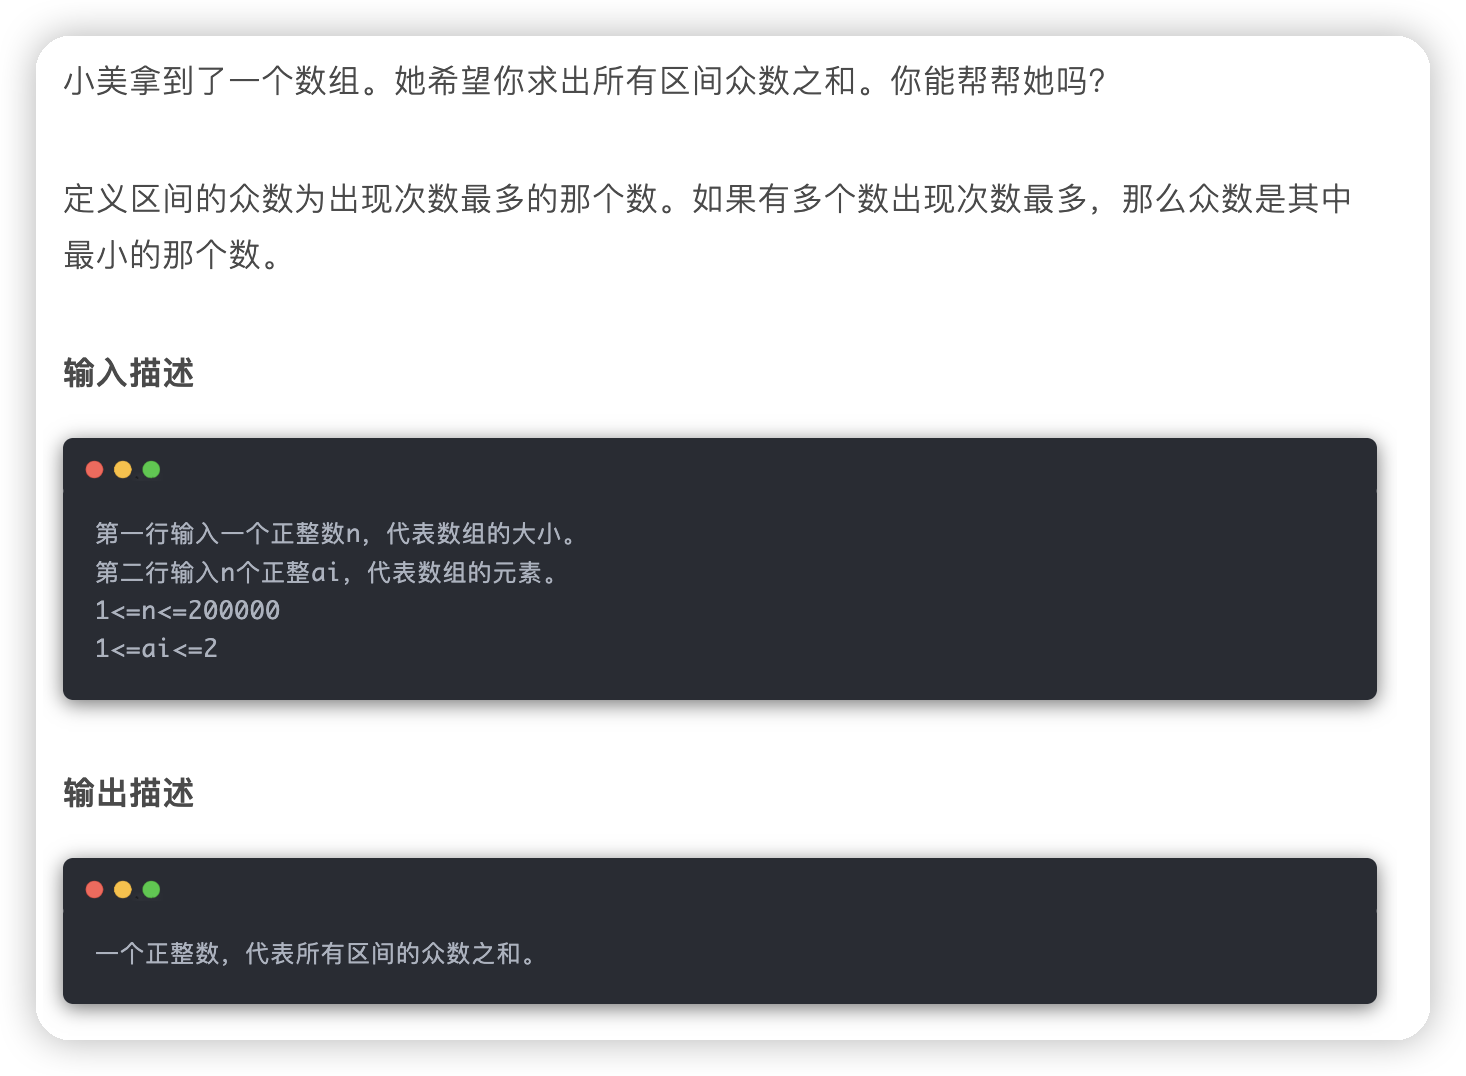 小美拿到了一个数组。她希望你求出所有区间众数之和。你能帮帮她吗？
定义区间的众数为出现次数最多的那个数。如果有多个数出现次数最多，那么众数是其中
最小的那个数。
输入描述
第一行输入一个正整数n，代表数组的大小。
第二行输入n个正整ai，代表数组的元素。
1<=n<=200000
1<=ai<=2
输出描述
一个正整数，代表所有区间的众数之和。